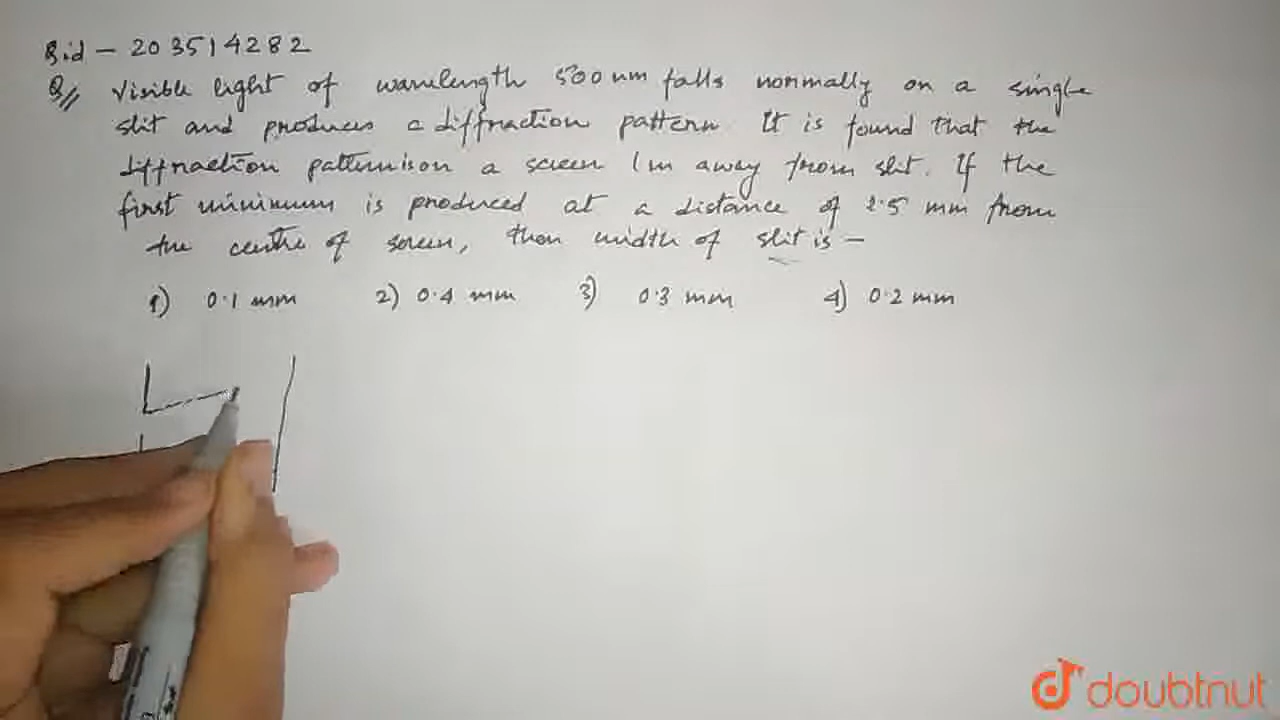 Bid - 203514282
Q// Visible light of wavelength 500 nm falls normally on a single
slit and produces a diffraction pattern. It is found that the
diffraction pattern is on a screen 1 m away from slit. If the
first minimum is produced at a distance of 2.5 mm from
the centre of screen, then width of slit is -
1) 0.1 mm 2) 0.4 mm 3) 0.3 mm 4) 0.2 mm
doubtnut